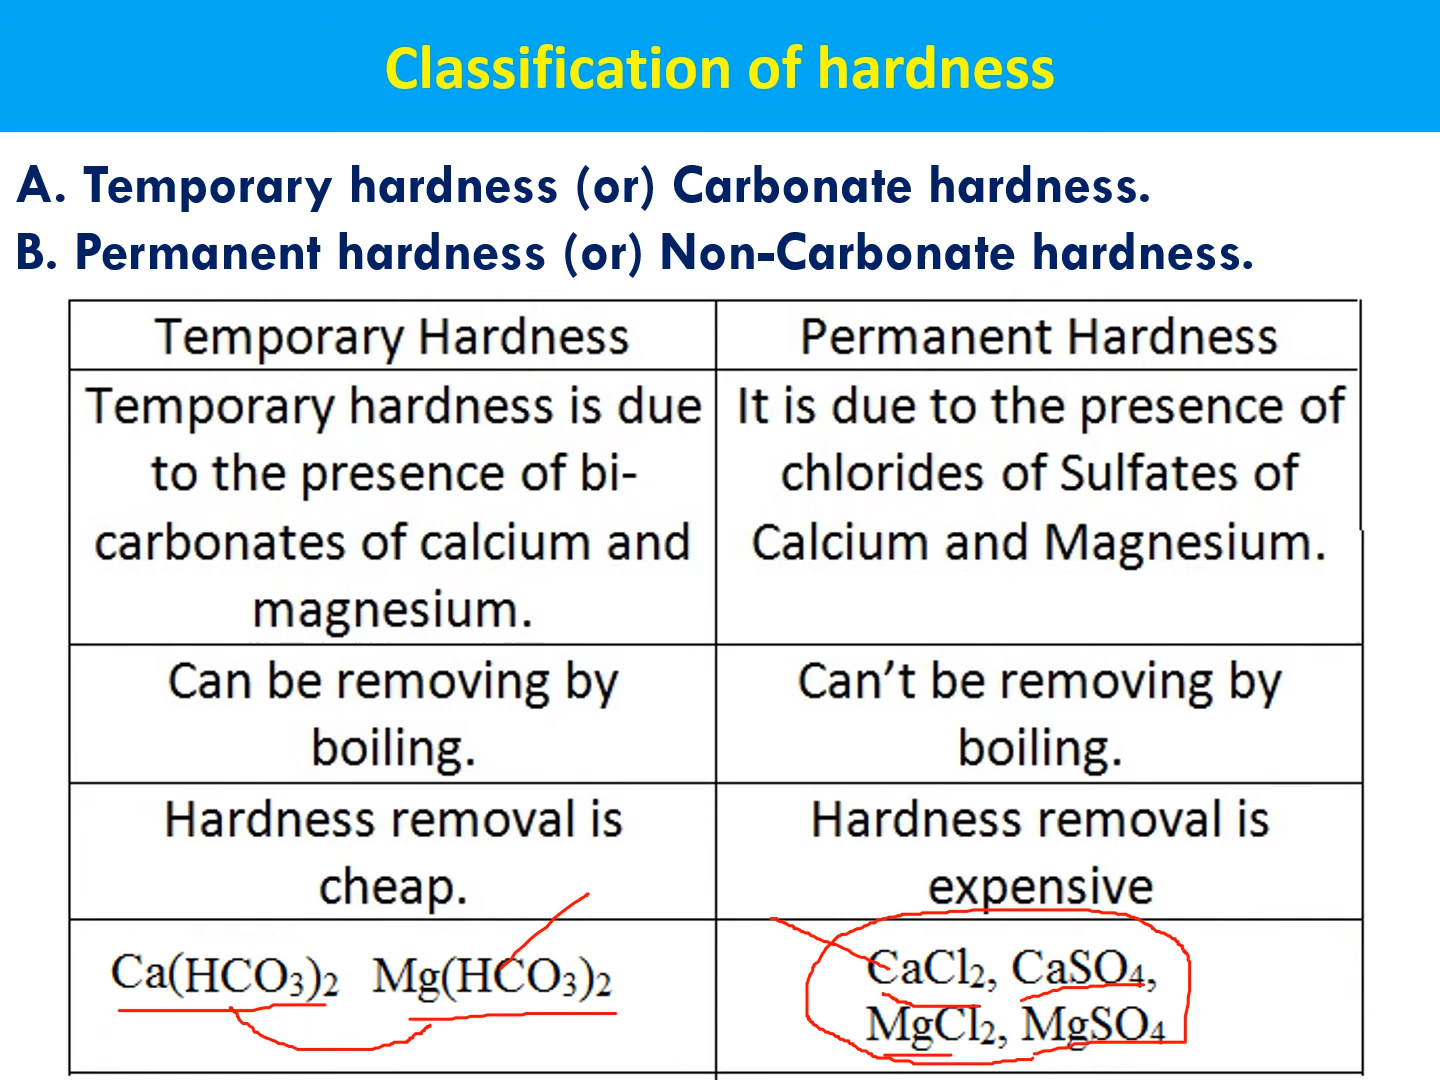 Classification of hardness
A. Temporary hardness (or) Carbonate hardness.
B. Permanent hardness (or) Non-Carbonate hardness.
Temporary Hardness
Permanent Hardness
Temporary hardness is due
to the presence of bi-
carbonates of calcium and
magnesium.
It is due to the presence of
chlorides of Sulfates of
Calcium and Magnesium.
Can be removing by
boiling.
Can't be removing by
boiling.
Hardness removal is
cheap.
Hardness removal is
expensive
Ca(HCO₃)₂ Mg(HCO₃)₂
CaCl₂, CaSO₄,
MgCl₂, MgSO₄